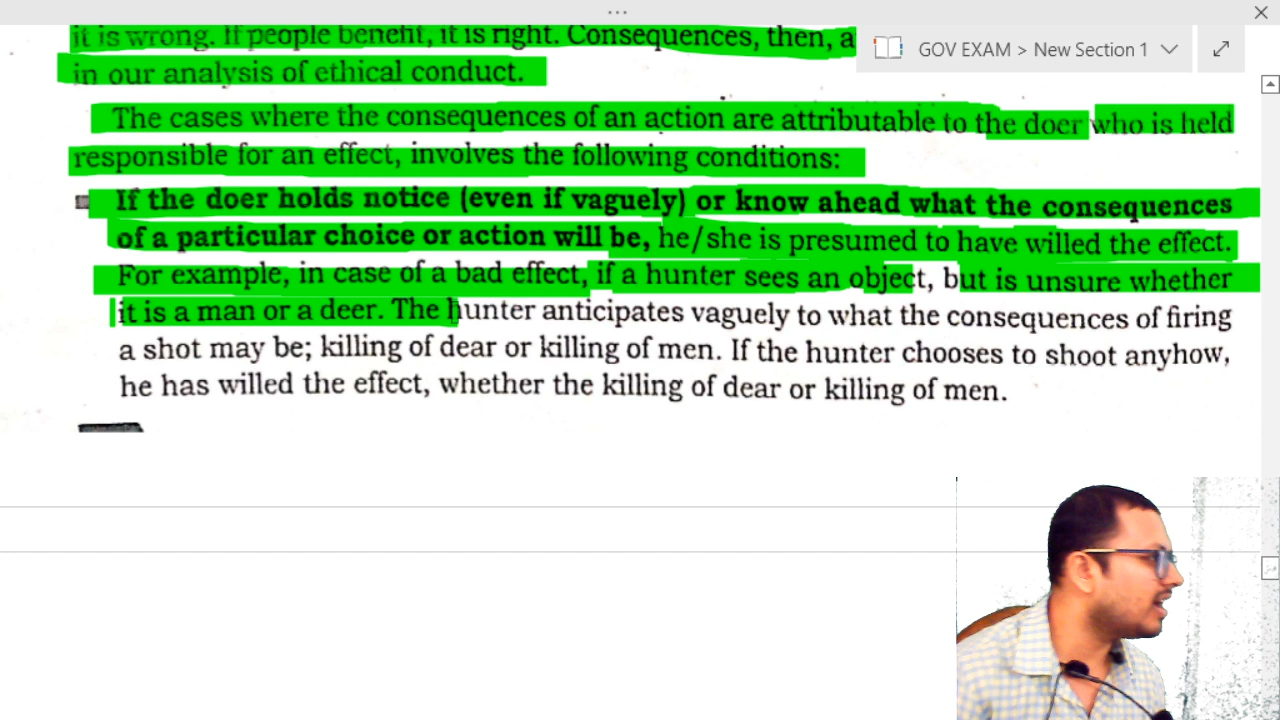 it is wrong. If people benefit, it is right. Consequences, then, a
GOV EXAM > New Section 1
in our analysis of ethical conduct.
The cases where the consequences of an action are attributable to the doer who is held
responsible for an effect, involves the following conditions:
If the doer holds notice (even if vaguely) or know ahead what the consequences
of a particular choice or action will be, he/she is presumed to have willed the effect.
For example, in case of a bad effect, if a hunter sees an object, but is unsure whether
it is a man or a deer. The hunter anticipates vaguely to what the consequences of firing
a shot may be; killing of dear or killing of men. If the hunter chooses to shoot anyhow,
he has willed the effect, whether the killing of dear or killing of men.